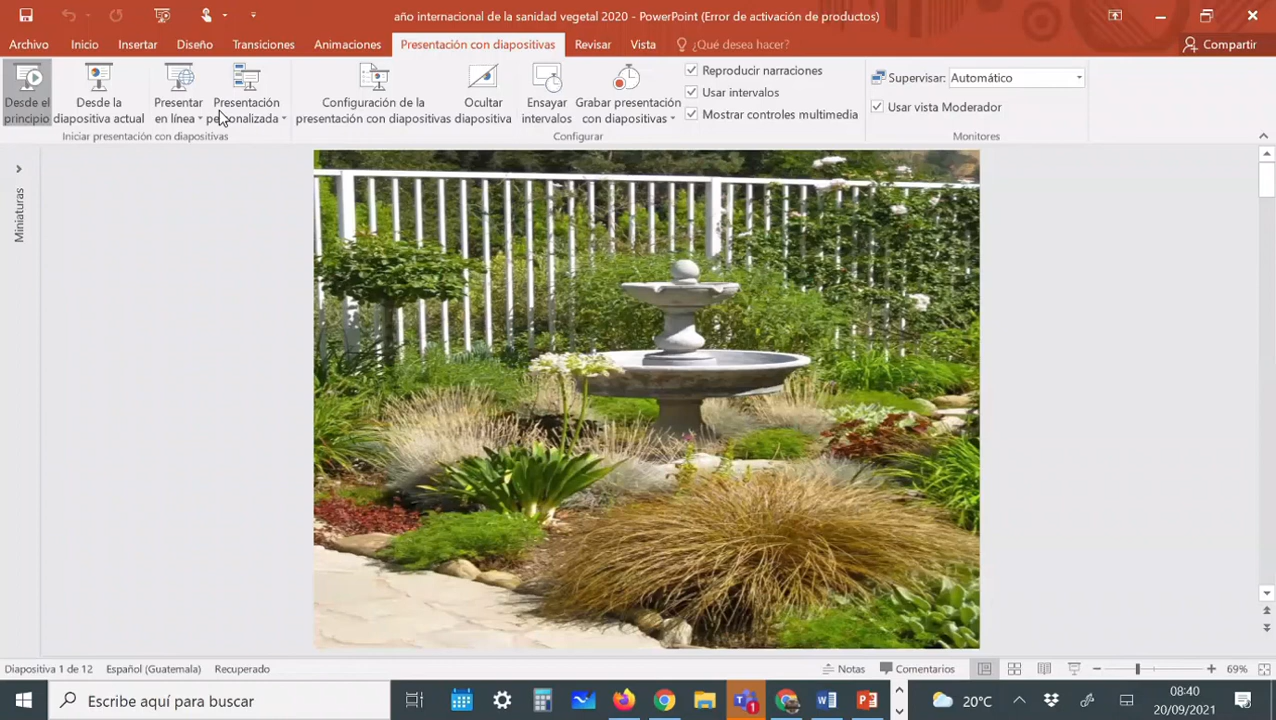 año internacional de la sanidad vegetal 2020 - PowerPoint (Error de activación de productos)
Archivo Inicio Insertar Diseño Transiciones Animaciones Presentación con diapositivas Revisar Vista ¿Qué desea hacer? Compartir
Desde el principio
Desde la diapositiva actual
Presentar en línea
Presentación personalizada
Iniciar presentación con diapositivas
Configuración de la presentación con diapositivas
Ocultar diapositiva
Ensayar intervalos
Grabar presentación con diapositivas
Reproducir narraciones
Usar intervalos
Mostrar controles multimedia
Configurar
Supervisar: Automático
Usar vista Moderador
Monitores
Miniaturas
Diapositiva 1 de 12 Español (Guatemala) Recuperado Notas Comentarios 69%
Escribe aquí para buscar
1
20°C
08:40
20/09/2021